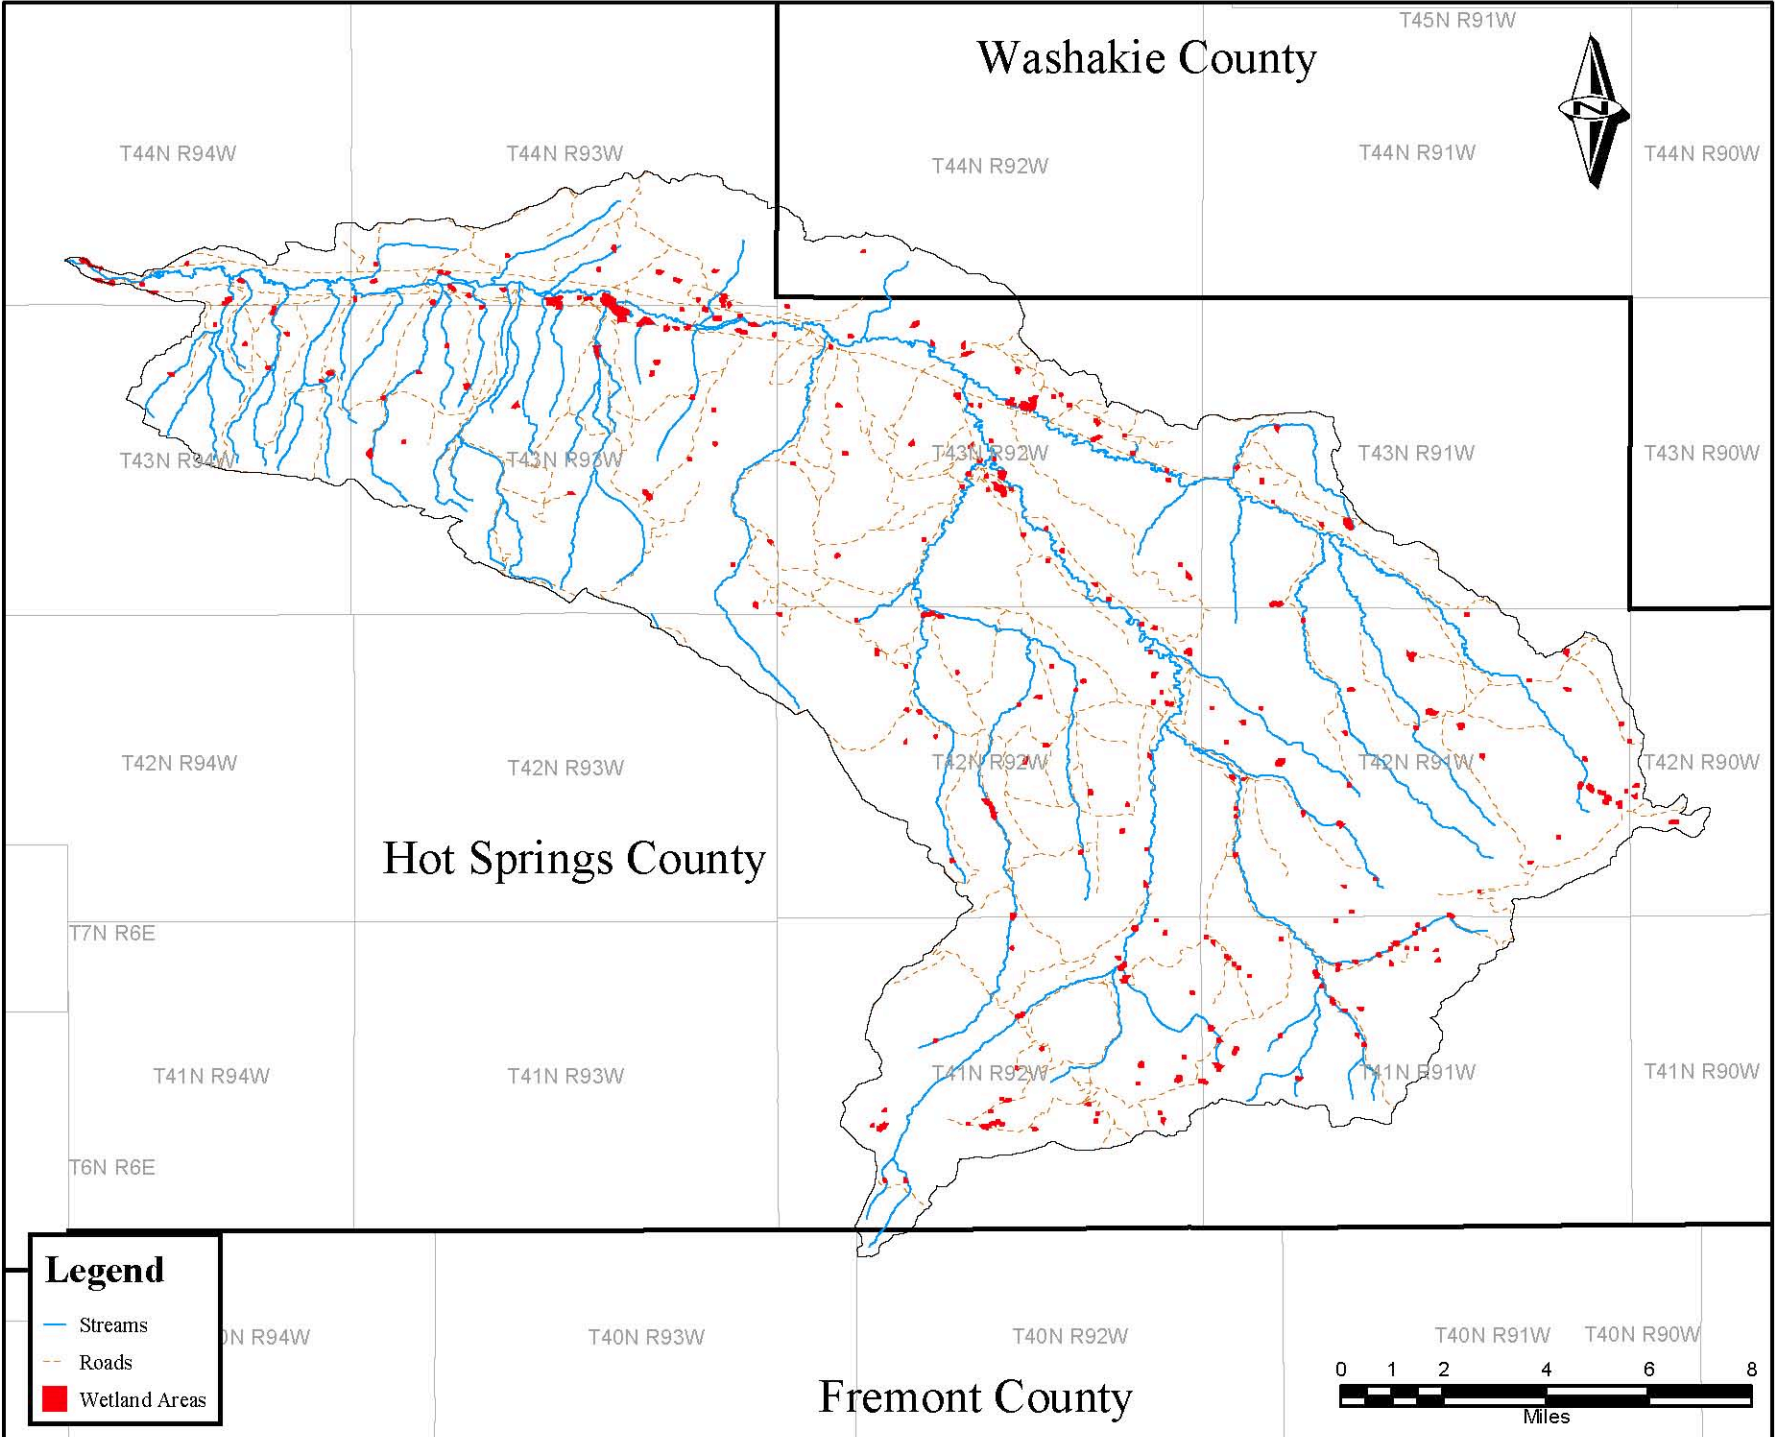 T45N R91W
Washakie County
N
T44N R94W
T44N R93W
T44N R92W
T44N R91W
T44N R90W
T43N R94W
T43N R93W
T43N R92W
T43N R91W
T43N R90W
T42N R94W
T42N R93W
T42N R92W
T42N R91W
T42N R90W
Hot Springs County
T7N R6E
T41N R94W
T41N R93W
T41N R92W
T41N R91W
T41N R90W
T6N R6E
Legend
Streams
Roads
Wetland Areas
0N R94W
T40N R93W
T40N R92W
T40N R91W
T40N R90W
Fremont County
0 1 2 4 6 8
Miles